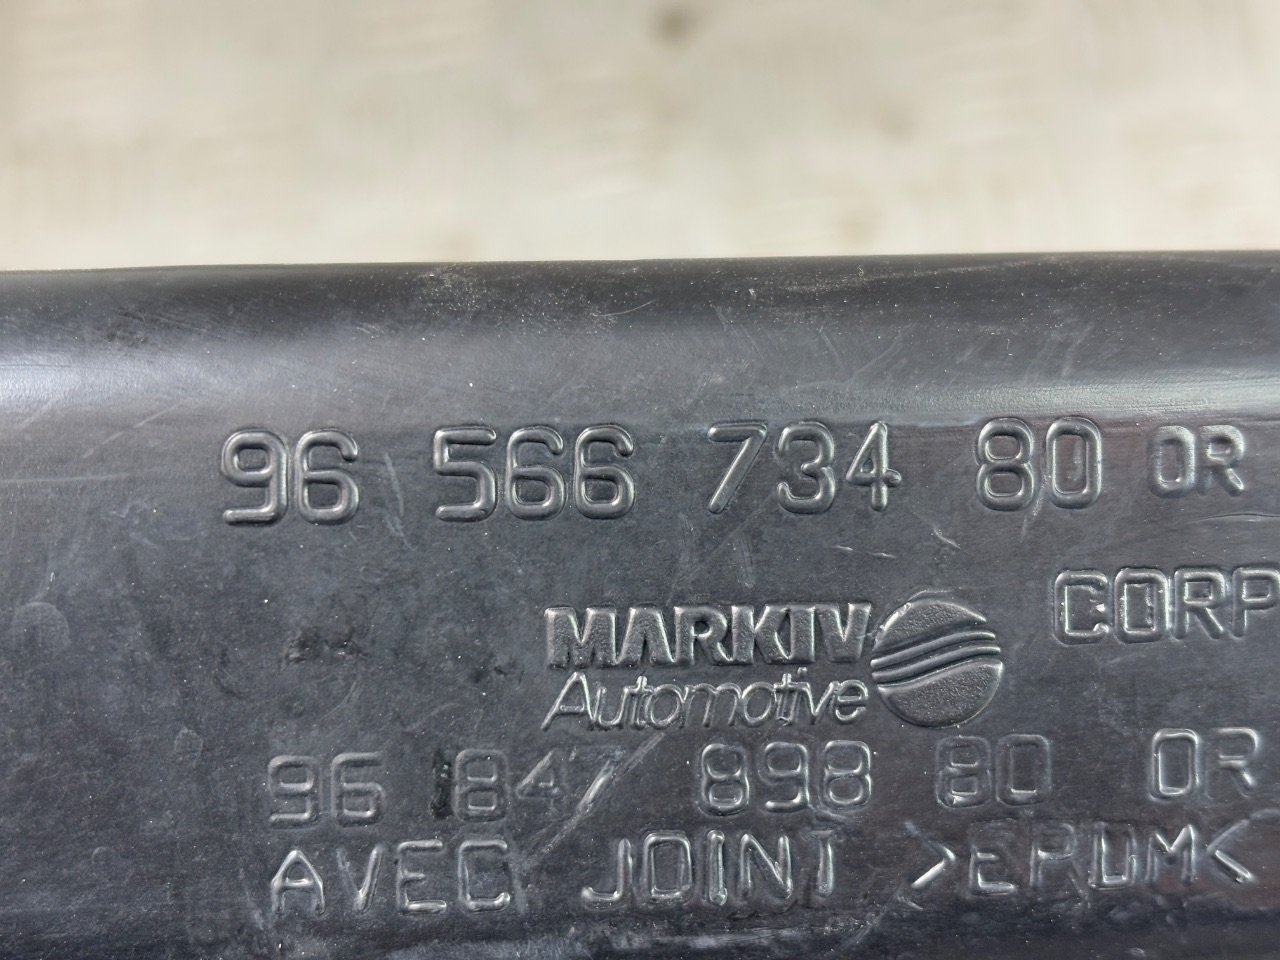 96 566 734 80 OR
CORP
MARKIV
Automotive
96 847 898 80 OR
AVEC JOINT >EPDM<